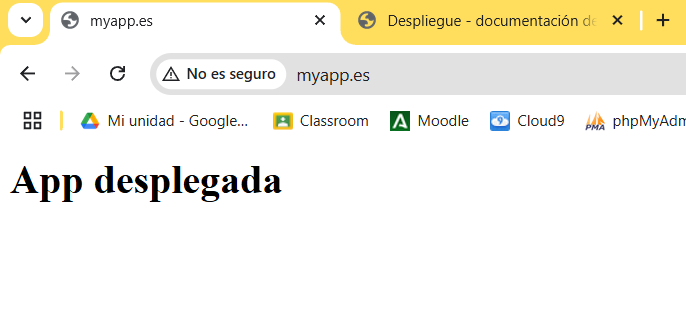 myapp.es
Despliegue - documentación de
No es seguro
myapp.es
Mi unidad - Google...
Classroom
Moodle
Cloud9
PMA
phpMyAdm
App desplegada